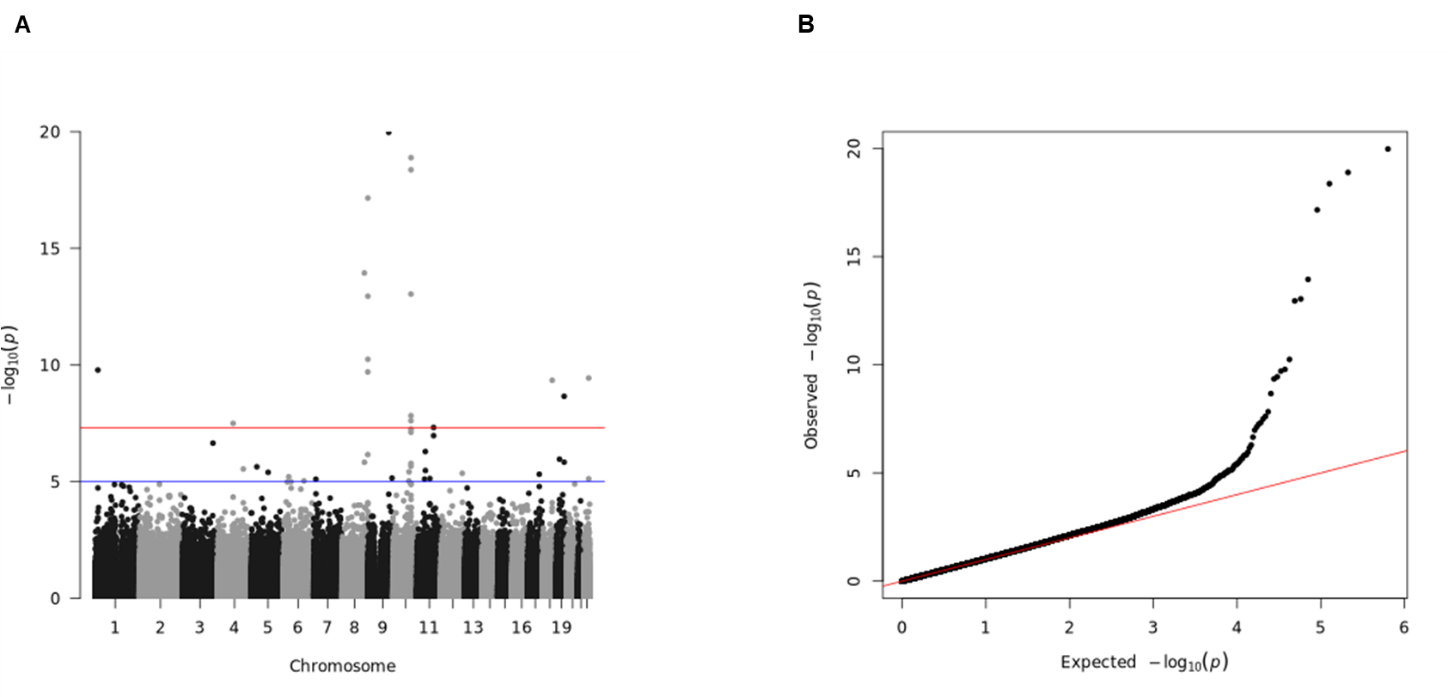 A
B
20
15
10
5
0
−log10(p)
1 2 3 4 5 6 7 8 9 11 13 16 19
Chromosome
20
15
10
5
0
Observed −log10(p)
0 1 2 3 4 5 6
Expected −log10(p)